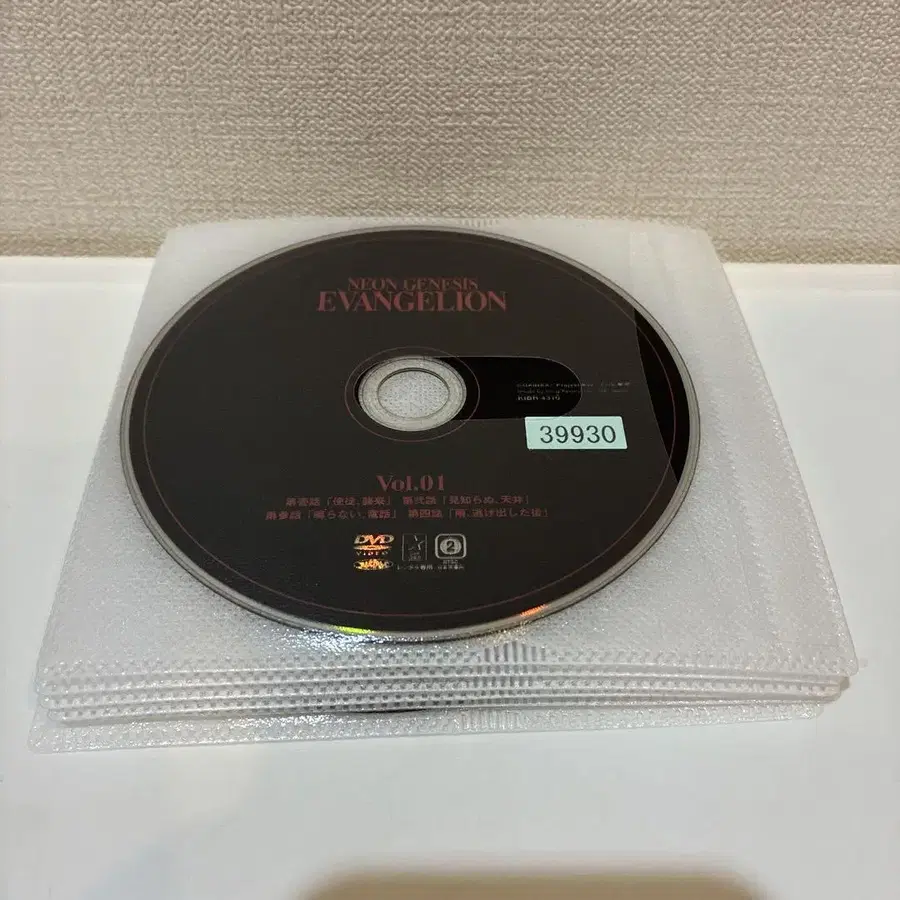 NEON GENESIS
EVANGELION
KIBR
39930
Vol.01
第壱話「使徒、襲来」 第弐話「見知らぬ、天井」
第参話「鳴らない、電話」 第四話「雨、逃げ出した後」
DVD
VIDEO
2